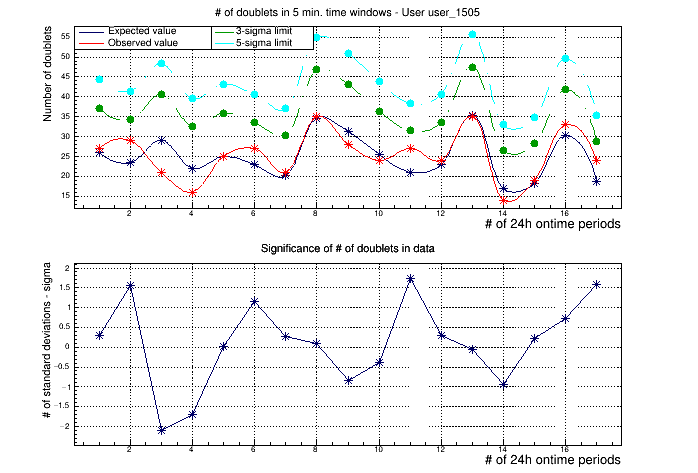 # of doublets in 5 min. time windows - User user_1505
Expected value
3-sigma limit
Observed value
5-sigma limit
Number of doublets
55
50
45
40
35
30
25
20
15
2 4 6 8 10 12 14 16
# of 24h ontime periods
Significance of # of doublets in data
# of standard deviations - sigma
2
1.5
1
0.5
0
−0.5
−1
−1.5
−2
2 4 6 8 10 12 14 16
# of 24h ontime periods